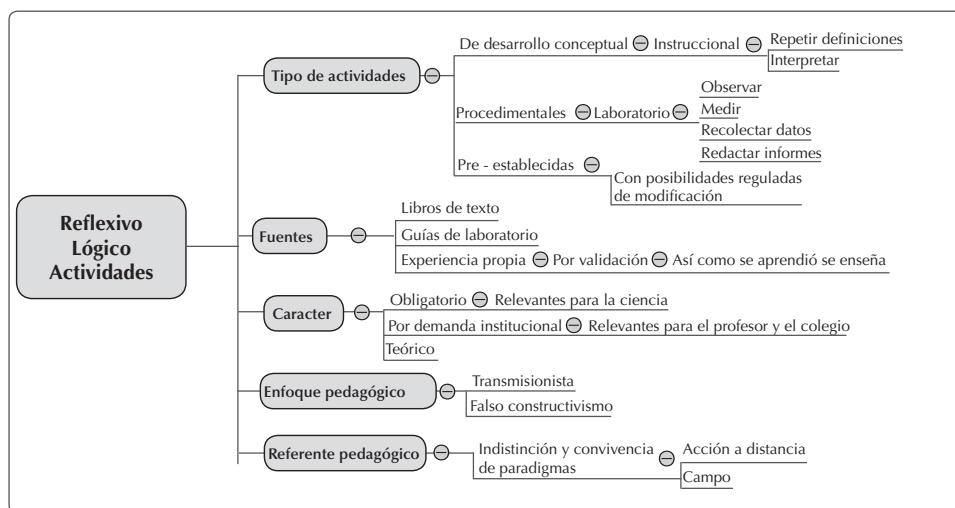 Reflexivo
Lógico
Actividades
Tipo de actividades
De desarrollo conceptual
Instruccional
Repetir definiciones
Interpretar
Procedimentales
Laboratorio
Observar
Medir
Recolectar datos
Redactar informes
Pre - establecidas
Con posibilidades reguladas
de modificación
Fuentes
Libros de texto
Guías de laboratorio
Experiencia propia
Por validación
Así como se aprendió se enseña
Caracter
Obligatorio
Relevantes para la ciencia
Por demanda institucional
Relevantes para el profesor y el colegio
Teórico
Enfoque pedagógico
Transmisionista
Falso constructivismo
Referente pedagógico
Indistinción y convivencia
de paradigmas
Acción a distancia
Campo